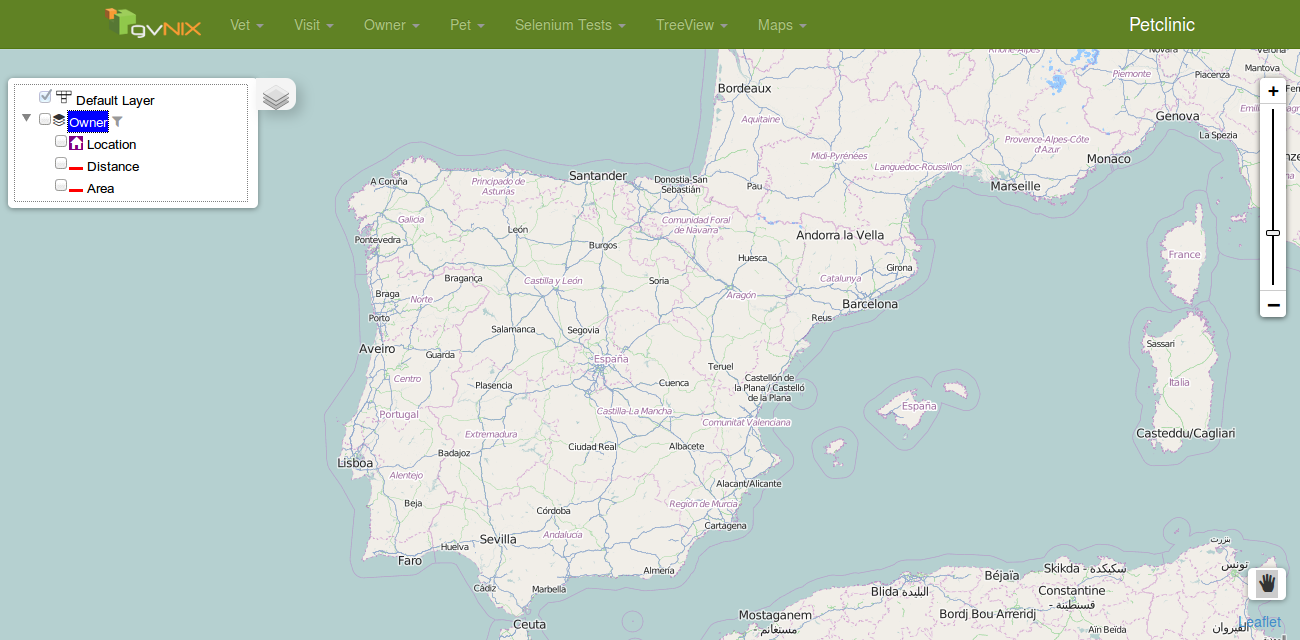 gvNIX
Vet
Visit
Owner
Pet
Selenium Tests
TreeView
Maps
Petclinic
Default Layer
Owner
Location
Distance
Area
+
−
Rhône-Alpes
Novara
Verona
Bordeaux
Piemonte
Piacenza
Mantova
Aquitaine
Genova
La Spezia
Midi-Pyrénées
Languedoc-Roussillon
Provence-Alpes-Côte
d'Azur
Monaco
Marseille
A Coruña
Principado de
Asturias
Santander
Donostia-San
Sebastián
Pau
Galicia
León
Burgos
Comunidad Foral
de Navarra
Andorra la Vella
Pontevedra
Huesca
Girona
France
Bragança
Castilla y León
Soria
Catalunya
Braga
Norte
Aragón
Barcelona
Porto
Reus
Salamanca
Segovia
Aveiro
Guarda
España
Sassari
Teruel
Centro
Plasencia
Cuenca
Castellón de
la Plana / Castelló
de la Plana
Italia
Portugal
Castilla-La Mancha
España
Comunitat Valenciana
Extremadura
Casteddu/Cagliari
Ciudad Real
Albacete
Badajoz
Lisboa
Alentejo
Alacant/Alicante
Beja
Córdoba
Región de Murcia
Cartagena
Andalucía
Sevilla
Huelva
Faro
Almería
Cádiz
Marbella
Ceuta
بنزرت
تونس
Skikda - سكيكدة
Béjaïa
Blida البليدة
Constantine
- قسنطينة
Mostaganem
- مستغانم
Bordj Bou Arreridj
Aïn Beïda
القيروان
Leaflet